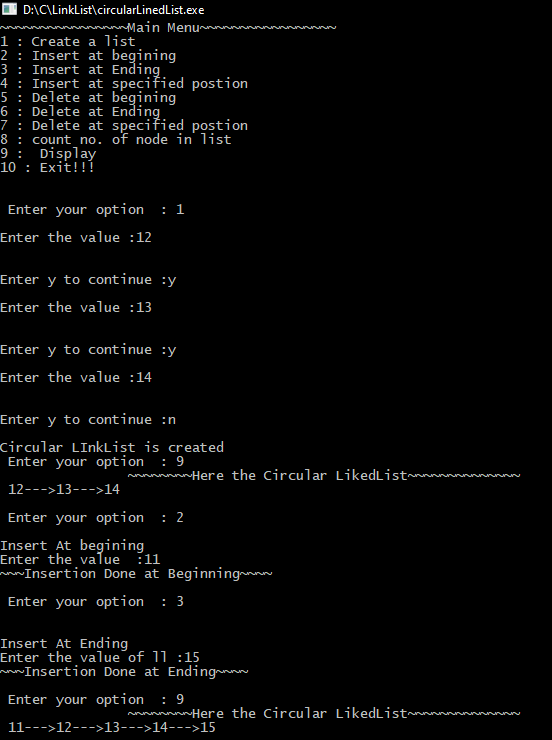 D:\C\LinkList\circularLinedList.exe
~~~~~~~~~~~~~~~~Main Menu~~~~~~~~~~~~~~~~~
1 : Create a list
2 : Insert at begining
3 : Insert at Ending
4 : Insert at specified postion
5 : Delete at begining
6 : Delete at Ending
7 : Delete at specified postion
8 : count no. of node in list
9 :  Display
10 : Exit!!!
Enter your option  : 1
Enter the value :12
Enter y to continue :y
Enter the value :13
Enter y to continue :y
Enter the value :14
Enter y to continue :n
Circular LInkList is created
Enter your option  : 9
~~~~~~~~Here the Circular LikedList~~~~~~~~~~~~~~
12--->13--->14
Enter your option  : 2
Insert At begining
Enter the value  :11
~~~Insertion Done at Beginning~~~~
Enter your option  : 3
Insert At Ending
Enter the value of ll :15
~~~Insertion Done at Ending~~~~
Enter your option  : 9
~~~~~~~~Here the Circular LikedList~~~~~~~~~~~~~~
11--->12--->13--->14--->15